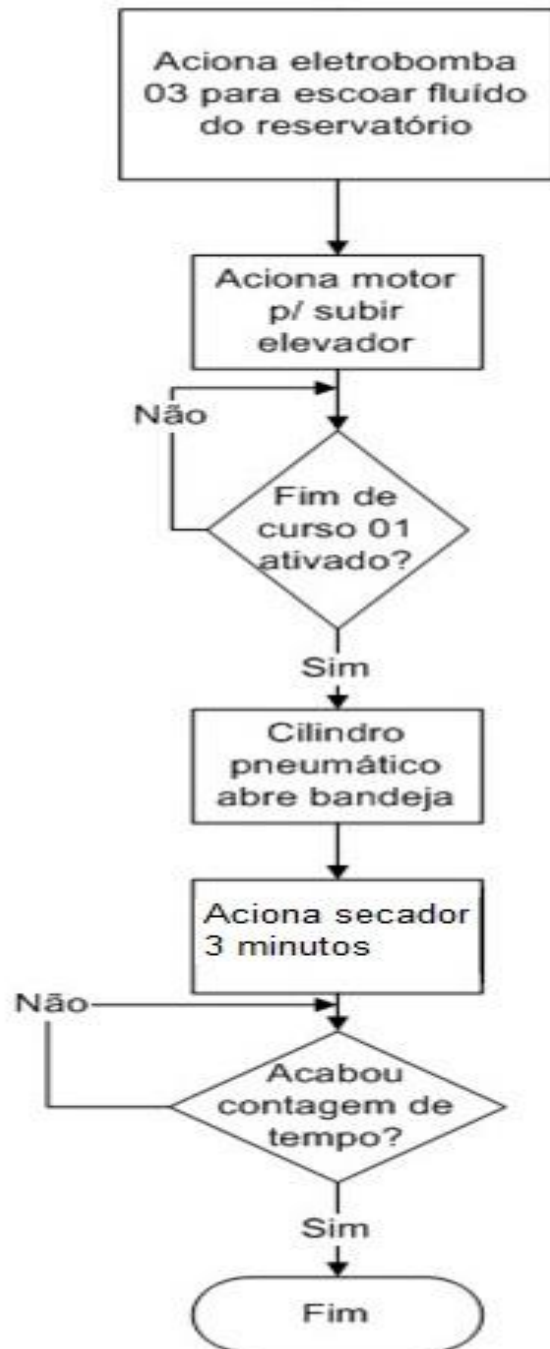 Aciona eletrobomba
03 para escoar fluído
do reservatório
Aciona motor
p/ subir
elevador
Não
Fim de
curso 01
ativado?
Sim
Cilindro
pneumático
abre bandeja
Aciona secador
3 minutos
Não
Acabou
contagem de
tempo?
Sim
Fim